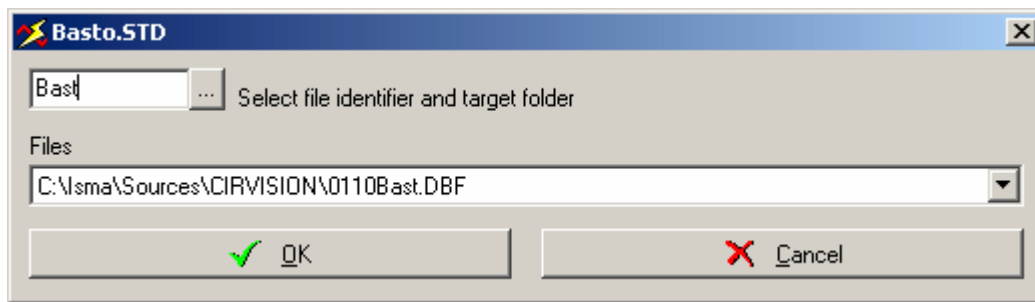 Basto.STD
Bast ... Select file identifier and target folder
Files
C:\Isma\Sources\CIRVISION\0110Bast.DBF
OK Cancel